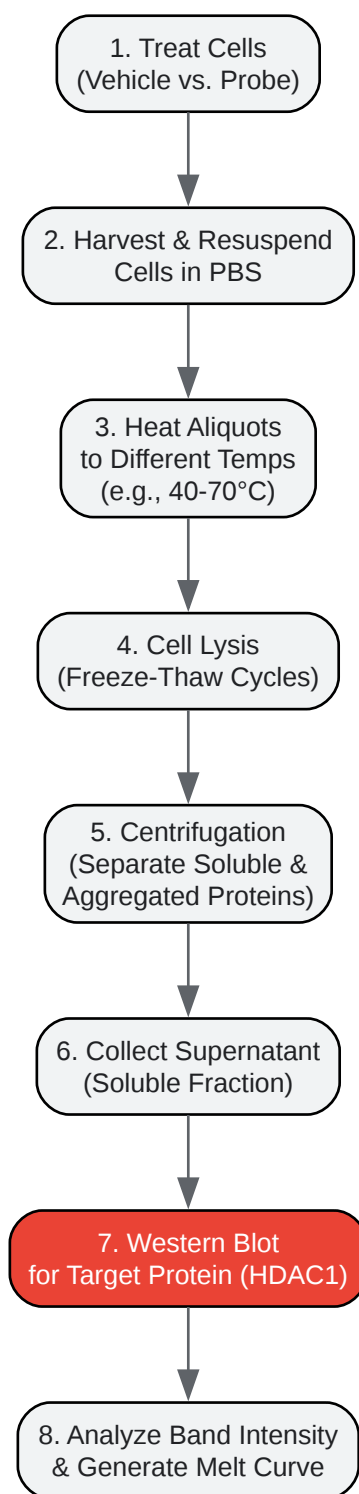 1. Treat Cells
(Vehicle vs. Probe)
2. Harvest & Resuspend
Cells in PBS
3. Heat Aliquots
to Different Temps
(e.g., 40-70°C)
4. Cell Lysis
(Freeze-Thaw Cycles)
5. Centrifugation
(Separate Soluble &
Aggregated Proteins)
6. Collect Supernatant
(Soluble Fraction)
7. Western Blot
for Target Protein (HDAC1)
8. Analyze Band Intensity
& Generate Melt Curve